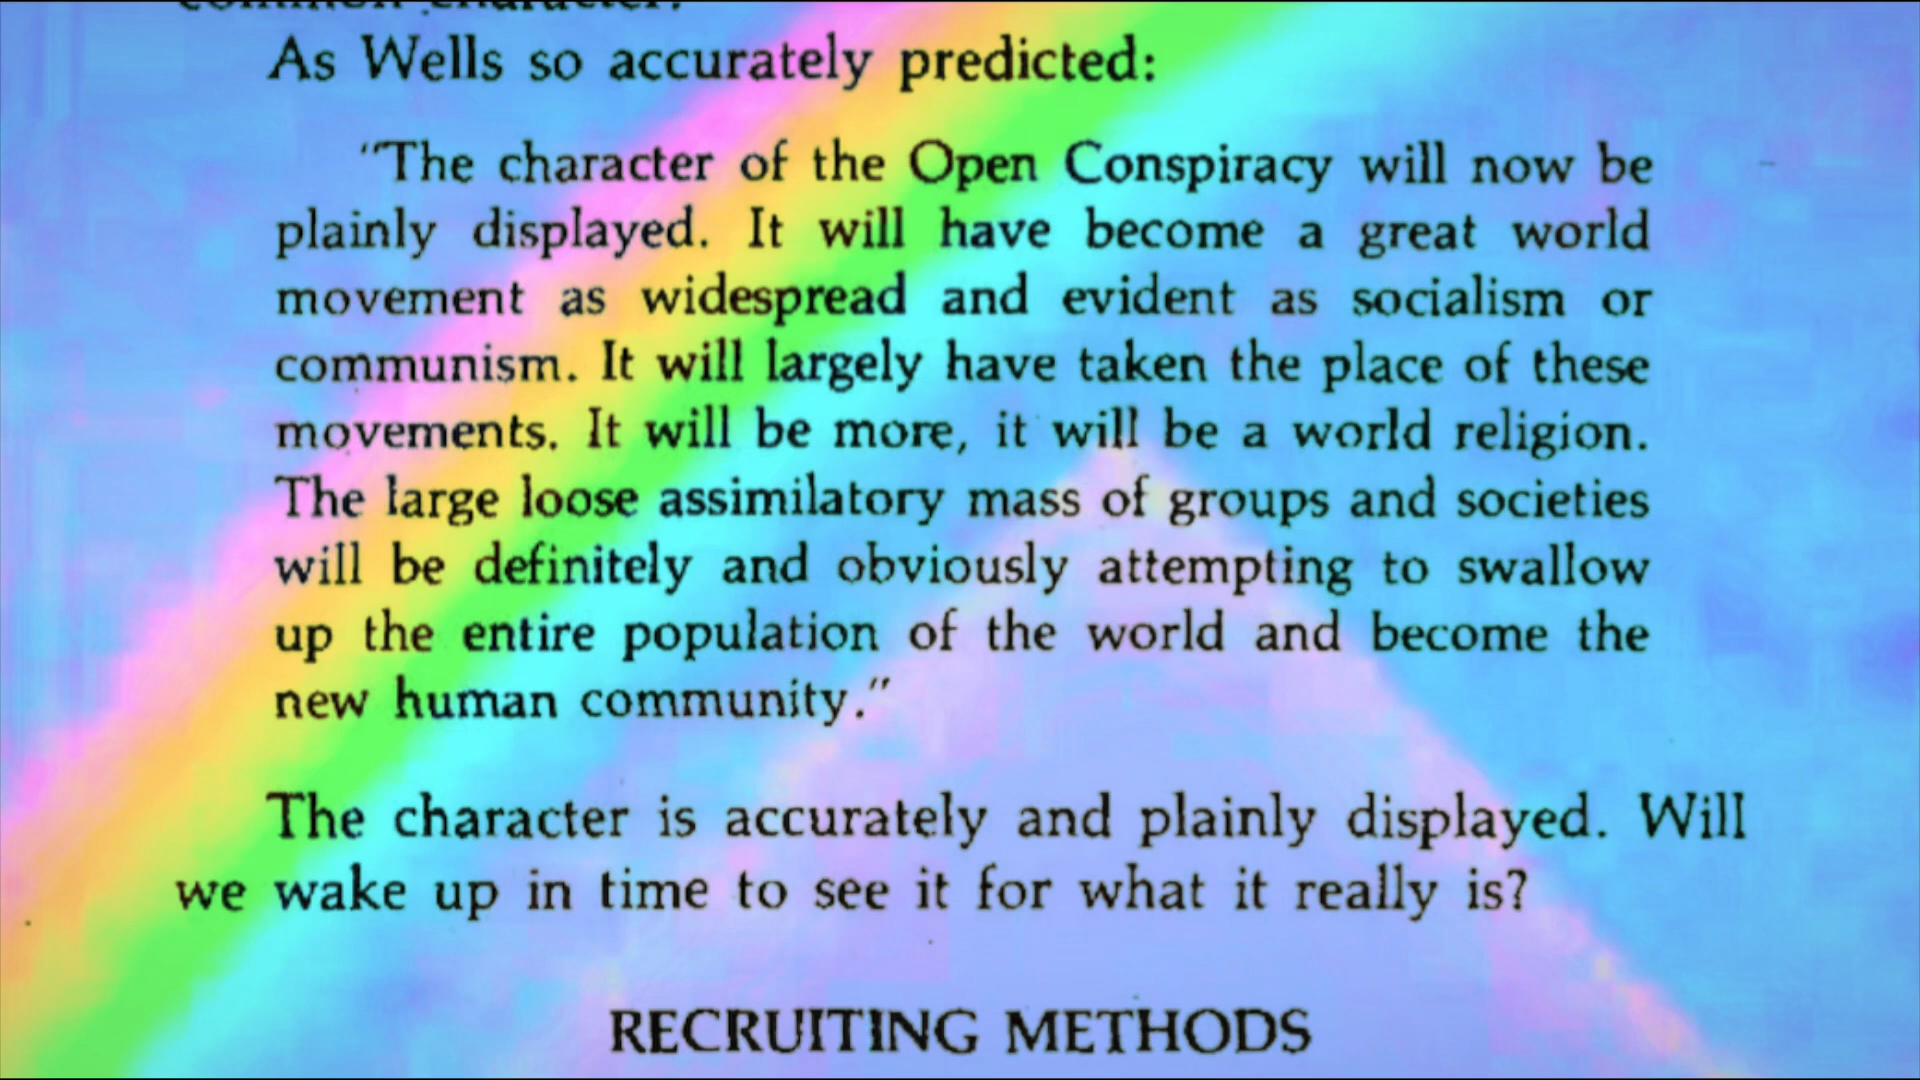 common character.
As Wells so accurately predicted:
"The character of the Open Conspiracy will now be
plainly displayed. It will have become a great world
movement as widespread and evident as socialism or
communism. It will largely have taken the place of these
movements. It will be more, it will be a world religion.
The large loose assimilatory mass of groups and societies
will be definitely and obviously attempting to swallow
up the entire population of the world and become the
new human community."
The character is accurately and plainly displayed. Will
we wake up in time to see it for what it really is?
RECRUITING METHODS